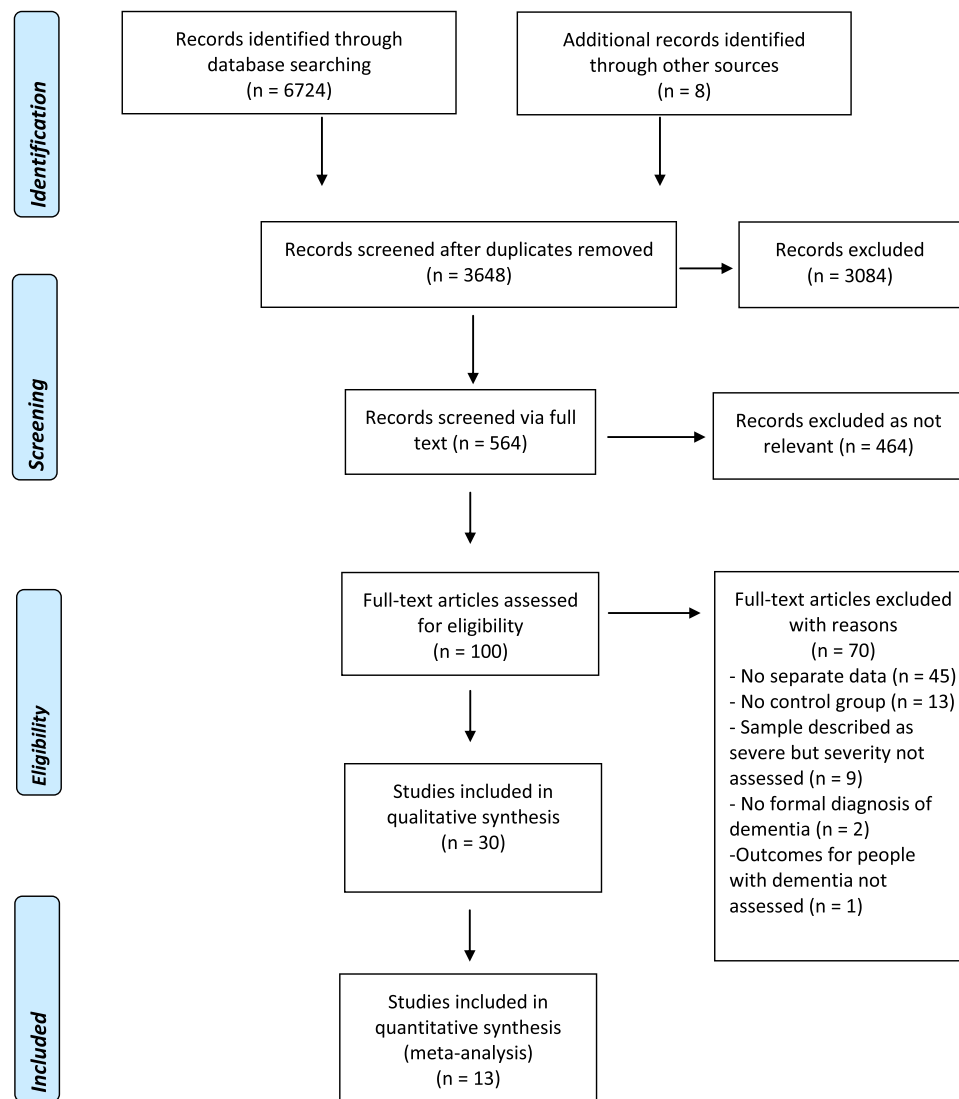 Identification
Records identified through
database searching
(n = 6724)
Additional records identified
through other sources
(n = 8)
Records screened after duplicates removed
(n = 3648)
Records excluded
(n = 3084)
Screening
Records screened via full
text (n = 564)
Records excluded as not
relevant (n = 464)
Eligibility
Full-text articles assessed
for eligibility
(n = 100)
Full-text articles excluded
with reasons
(n = 70)
- No separate data (n = 45)
- No control group (n = 13)
- Sample described as
severe but severity not
assessed (n = 9)
- No formal diagnosis of
dementia (n = 2)
-Outcomes for people
with dementia not
assessed (n = 1)
Studies included in
qualitative synthesis
(n = 30)
Included
Studies included in
quantitative synthesis
(meta-analysis)
(n = 13)